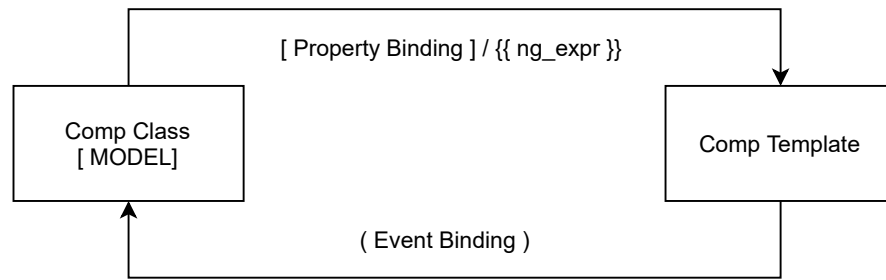 [ Property Binding ] / {{ ng_expr }}
Comp Class
[ MODEL]
Comp Template
( Event Binding )